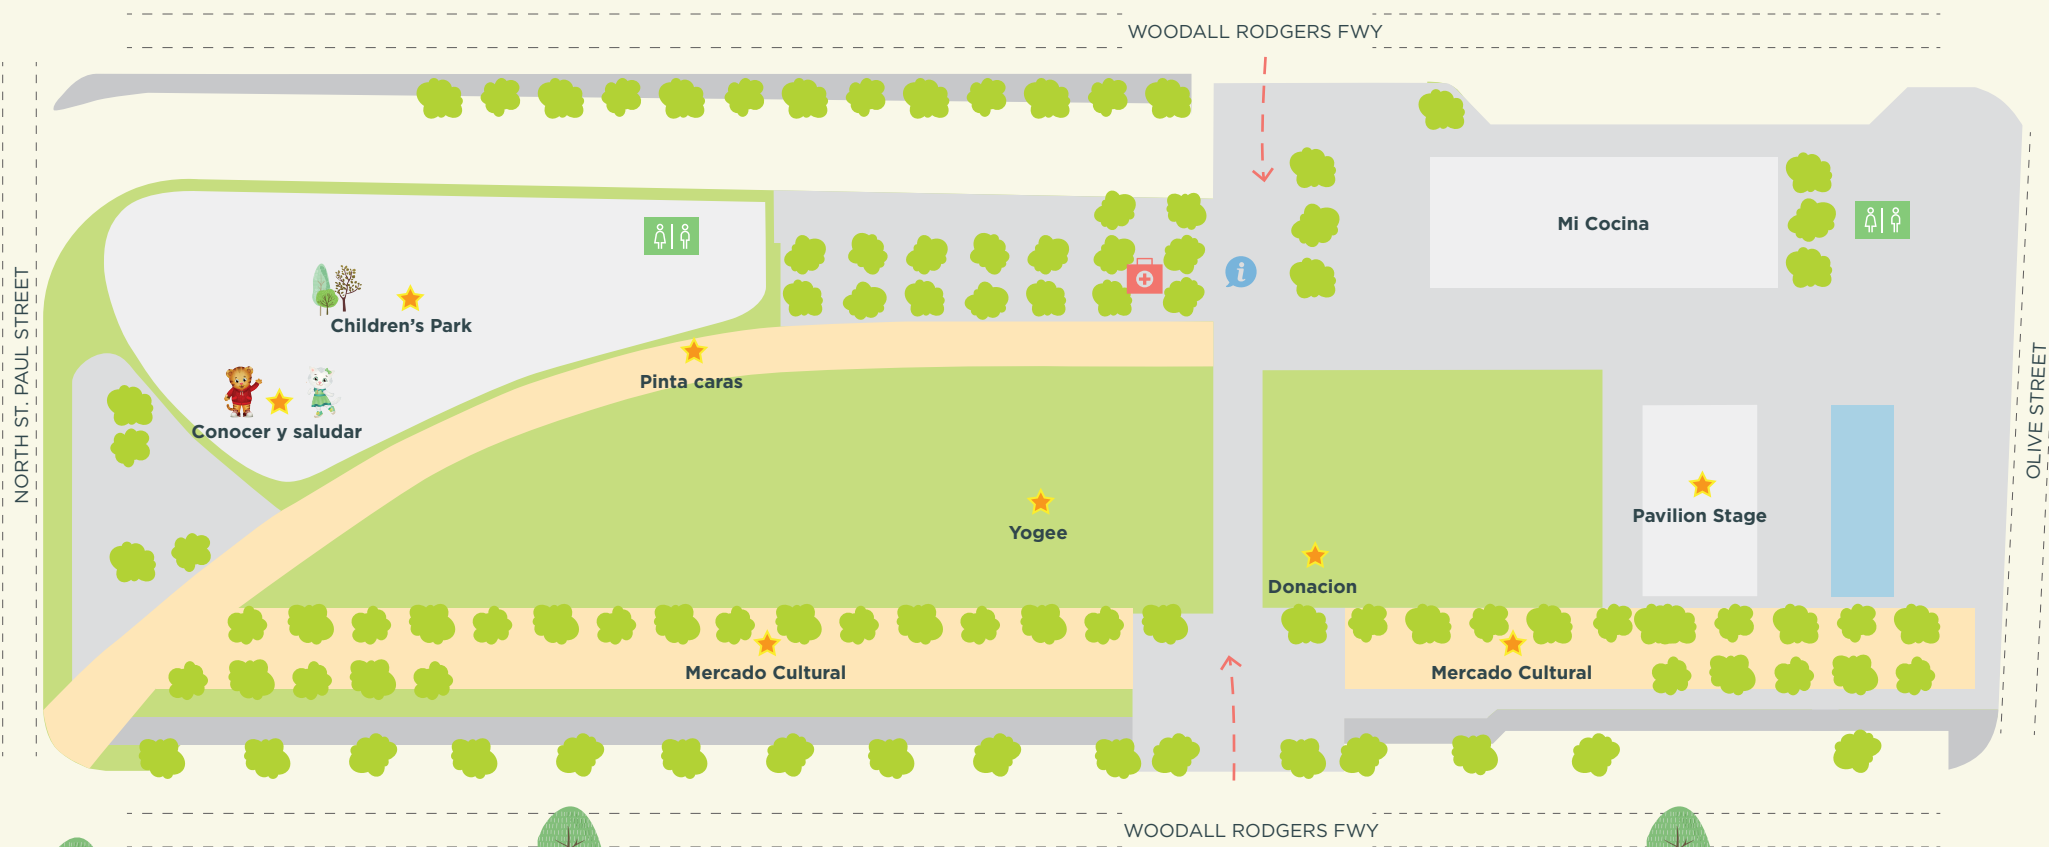 WOODALL RODGERS FWY
Mi Cocina
i
Children's Park
Pinta caras
Conocer y saludar
NORTH ST. PAUL STREET
OLIVE STREET
Yogee
Pavilion Stage
Donacion
Mercado Cultural
Mercado Cultural
WOODALL RODGERS FWY